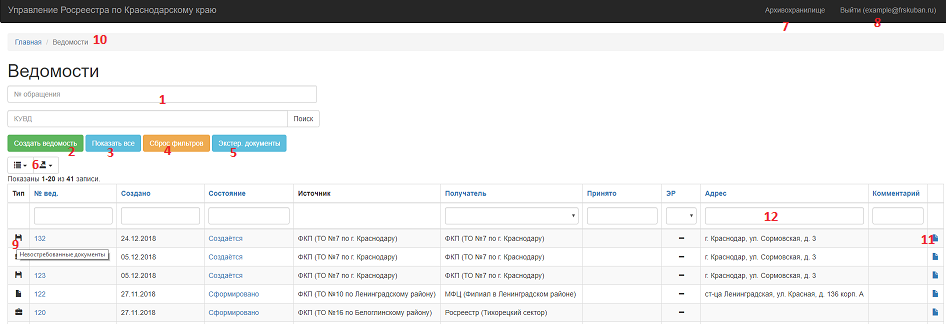 Управление Росреестра по Краснодарскому краю Архивохранилище Выйти (example@frskuban.ru)
7 8
Главная / Ведомости 10
Ведомости
№ обращения
1
КУВД Поиск
Создать ведомость Показать все Сброс фильтров Экстер. документы
2 3 4 5
6
Показаны 1-20 из 41 записи.
Тип № вед. Создано Состояние Источник Получатель Принято ЭР Адрес Комментарий
12
132 24.12.2018 Создаётся ФКП (ТО №7 по г. Краснодару) ФКП (ТО №7 по г. Краснодару) – г. Краснодар, ул. Сормовская, д. 3 11
9
Невостребованные документы 05.12.2018 Создаётся ФКП (ТО №7 по г. Краснодару) ФКП (ТО №7 по г. Краснодару) – г. Краснодар, ул. Сормовская, д. 3
123 05.12.2018 Создаётся ФКП (ТО №7 по г. Краснодару) ФКП (ТО №7 по г. Краснодару) – г. Краснодар, ул. Сормовская, д. 3
122 27.11.2018 Сформировано ФКП (ТО №10 по Ленинградскому району) МФЦ (Филиал в Ленинградском районе) – ст-ца Ленинградская, ул. Красная, д. 136 корп. А
120 27.11.2018 Сформировано ФКП (ТО №16 по Белоглинскому району) Росреестр (Тихорецкий сектор) –